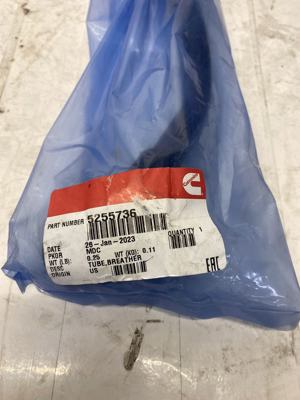 PART NUMBER 5255736
QUANTITY 1
DATE 26-Jan-2023
PKGR MDC
WT (LB): 0.25 WT (KG): 0.11
DESC TUBE,BREATHER
ORIGIN US
EAC